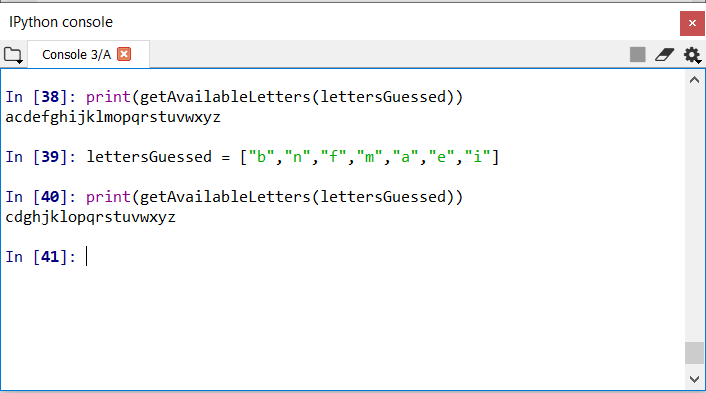 IPython console
Console 3/A
In [38]: print(getAvailableLetters(lettersGuessed))
acdefghijklmopqrstuvwxyz
In [39]: lettersGuessed = ["b","n","f","m","a","e","i"]
In [40]: print(getAvailableLetters(lettersGuessed))
cdghjklopqrstuvwxyz
In [41]: